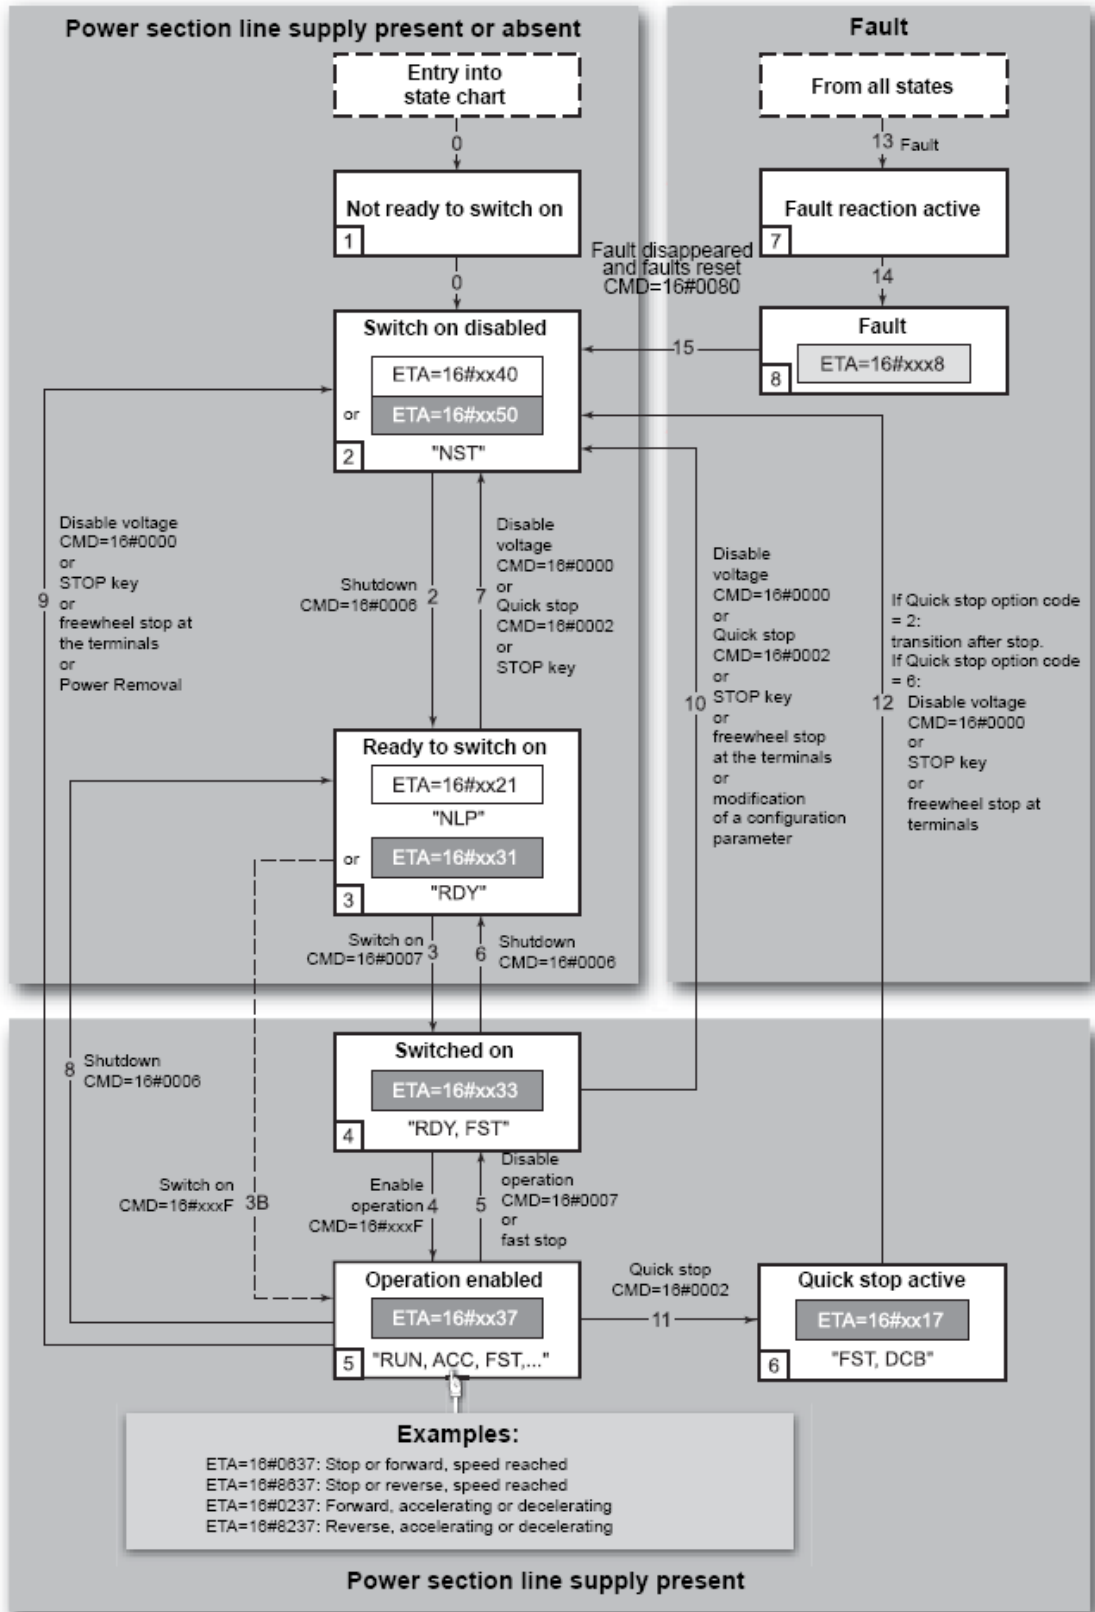 Power section line supply present or absent
Entry into
state chart
0
Not ready to switch on
1
0
Switch on disabled
ETA=16#xx40
or
ETA=16#xx50
2
"NST"
9
Disable voltage
CMD=16#0000
or
STOP key
or
freewheel stop at
the terminals
or
Power Removal
Shutdown
CMD=16#0006
2
7
Disable
voltage
CMD=16#0000
or
Quick stop
CMD=16#0002
or
STOP key
Ready to switch on
ETA=16#xx21
"NLP"
or
ETA=16#xx31
3
"RDY"
Switch on
CMD=16#0007
3
6
Shutdown
CMD=16#0006
Fault
From all states
13 Fault
Fault reaction active
7
14
Fault disappeared
and faults reset
CMD=16#0080
15
Fault
ETA=16#xxx8
8
10
Disable
voltage
CMD=16#0000
or
Quick stop
CMD=16#0002
or
STOP key
or
freewheel stop
at the terminals
or
modification
of a configuration
parameter
If Quick stop option code
= 2:
transition after stop.
If Quick stop option code
= 6:
12
Disable voltage
CMD=16#0000
or
STOP key
or
freewheel stop at
terminals
8
Shutdown
CMD=16#0006
Switched on
ETA=16#xx33
4
"RDY, FST"
Switch on
CMD=16#xxxF
3B
Enable
operation
CMD=16#xxxF
4
5
Disable
operation
CMD=16#0007
or
fast stop
Operation enabled
ETA=16#xx37
5
"RUN, ACC, FST,..."
Quick stop
CMD=16#0002
11
Quick stop active
ETA=16#xx17
6
"FST, DCB"
Examples:
ETA=16#0637: Stop or forward, speed reached
ETA=16#8637: Stop or reverse, speed reached
ETA=16#0237: Forward, accelerating or decelerating
ETA=16#8237: Reverse, accelerating or decelerating
Power section line supply present